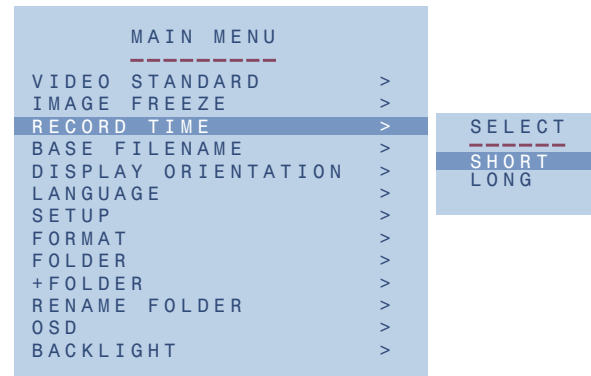 MAIN MENU
VIDEO STANDARD >
IMAGE FREEZE >
RECORD TIME >
BASE FILENAME >
DISPLAY ORIENTATION >
LANGUAGE >
SETUP >
FORMAT >
FOLDER >
+FOLDER >
RENAME FOLDER >
OSD >
BACKLIGHT >
SELECT
SHORT
LONG